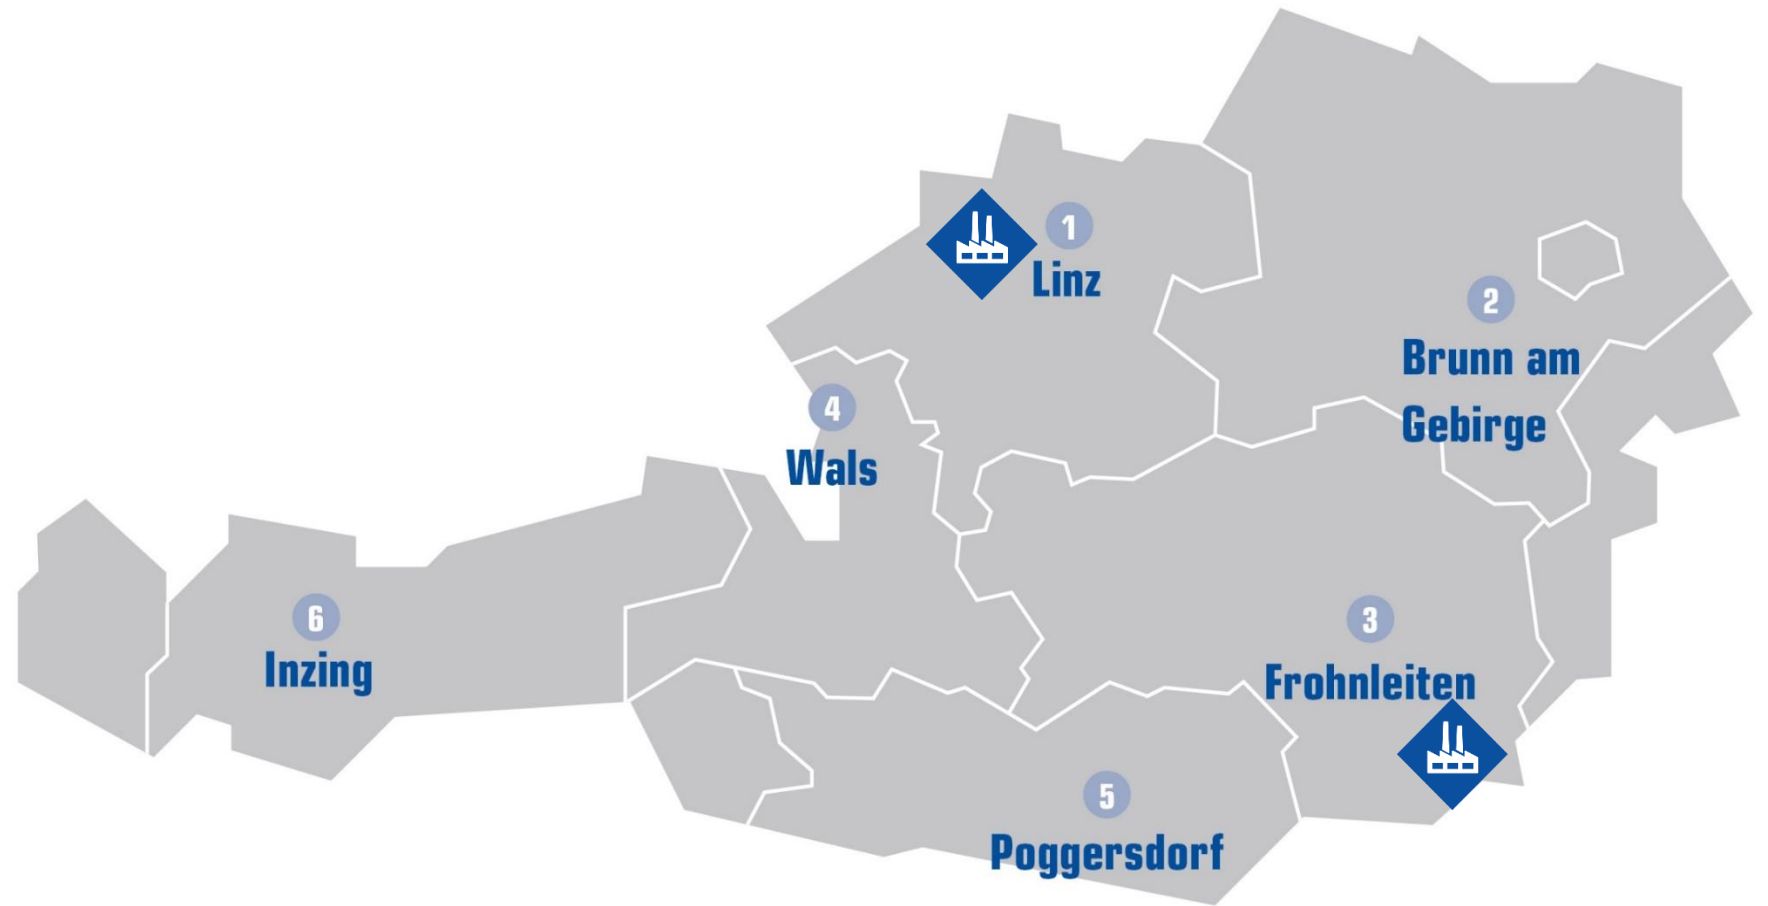 1
Linz
2
Brunn am
Gebirge
4
Wals
3
Frohnleiten
6
Inzing
5
Poggersdorf